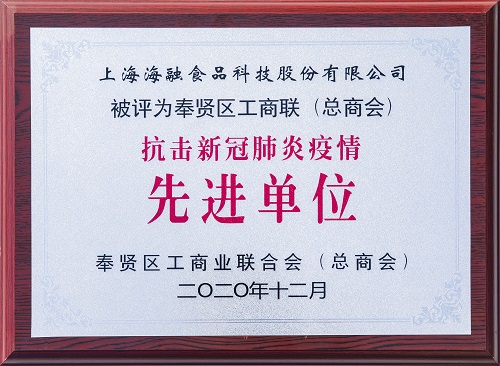 上海海融食品科技股份有限公司
被评为奉贤区工商联（总商会）
抗击新冠肺炎疫情
先进单位
奉贤区工商业联合会（总商会）
二〇二〇年十二月